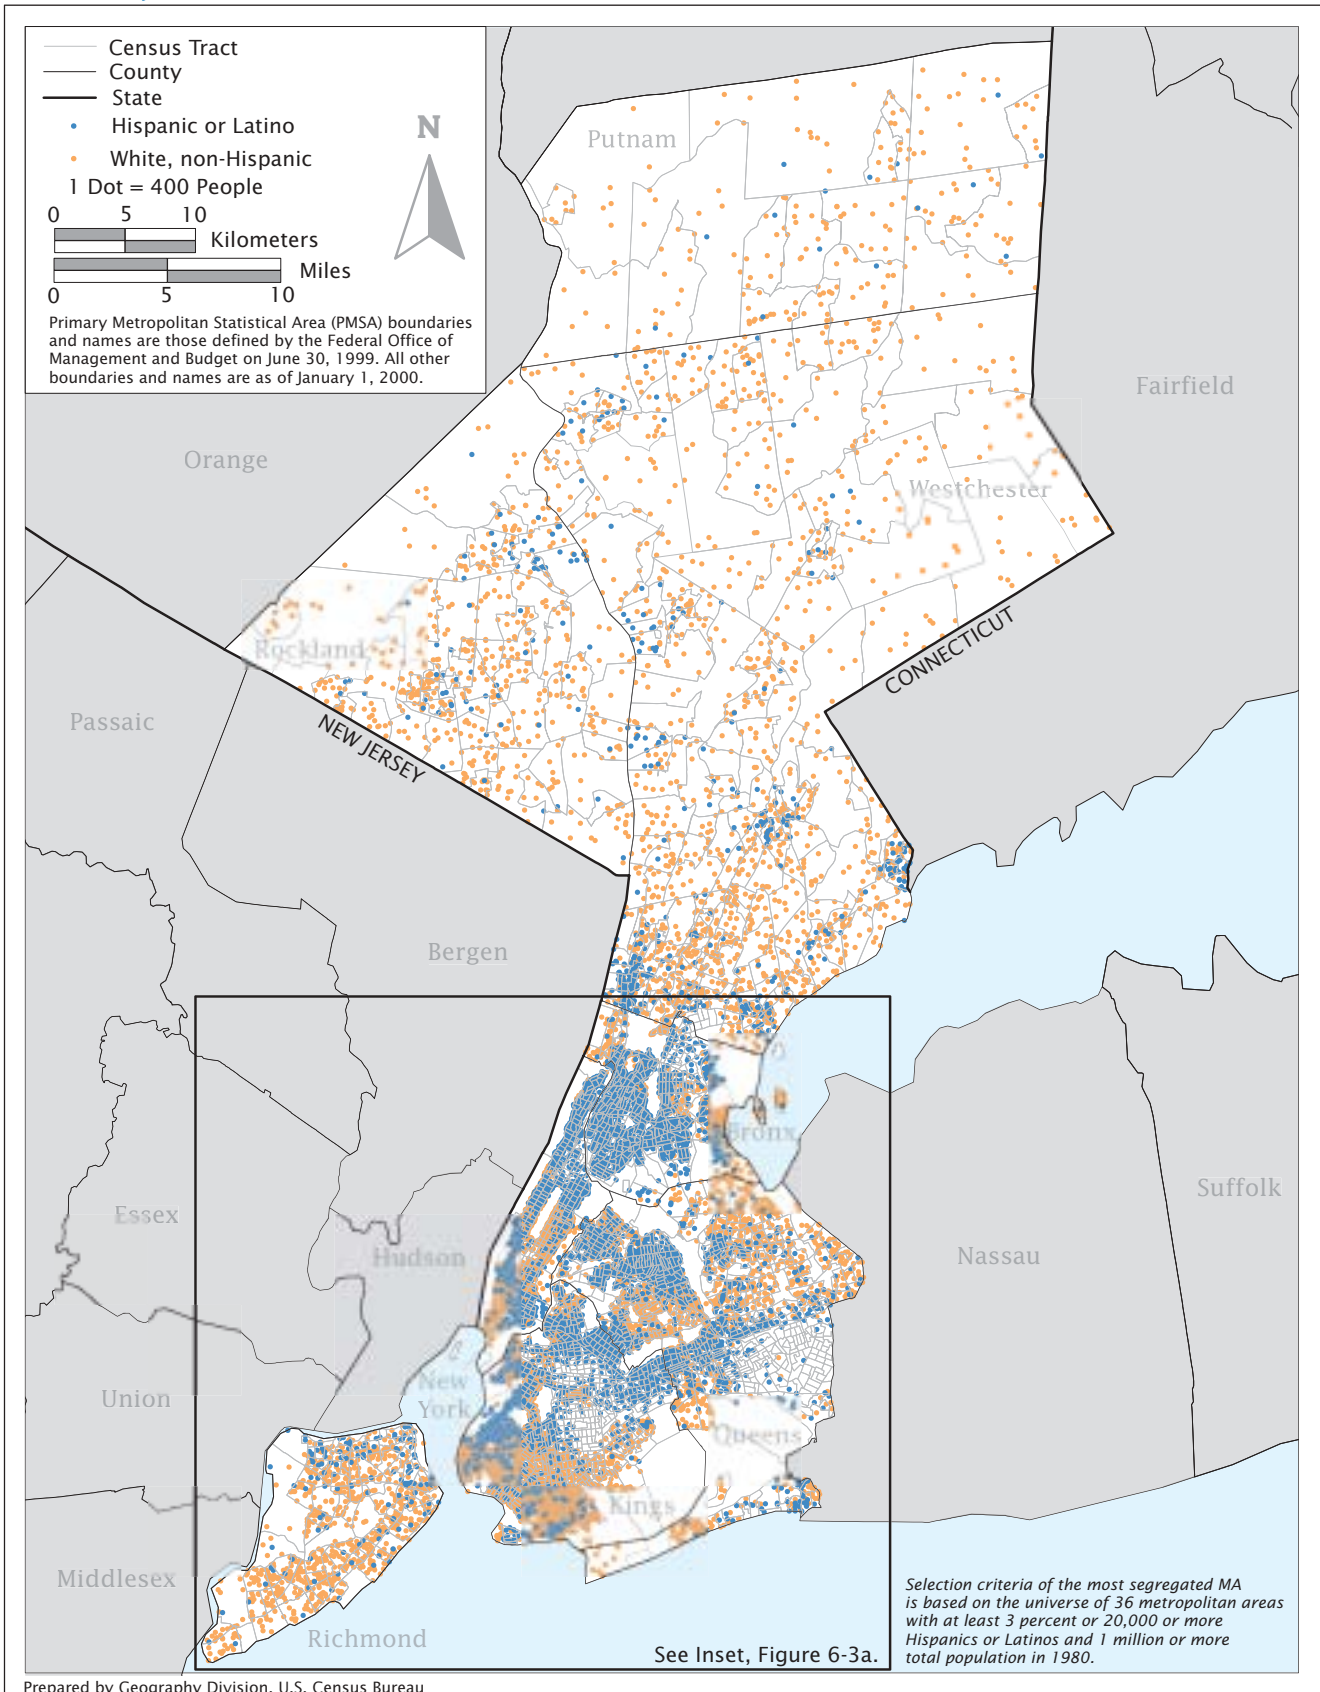 Census Tract
County
State
Hispanic or Latino
White, non-Hispanic
1 Dot = 400 People
0 5 10
Kilometers
Miles
0 5 10
Primary Metropolitan Statistical Area (PMSA) boundaries
and names are those defined by the Federal Office of
Management and Budget on June 30, 1999. All other
boundaries and names are as of January 1, 2000.
N
Putnam
Fairfield
Orange
Westchester
Rockland
CONNECTICUT
Passaic
NEW JERSEY
Bergen
Bronx
Suffolk
Essex
Hudson
Nassau
New
York
Union
Queens
Kings
Middlesex
Richmond
See Inset, Figure 6-3a.
Selection criteria of the most segregated MA
is based on the universe of 36 metropolitan areas
with at least 3 percent or 20,000 or more
Hispanics or Latinos and 1 million or more
total population in 1980.
Prepared by Geography Division, U.S. Census Bureau